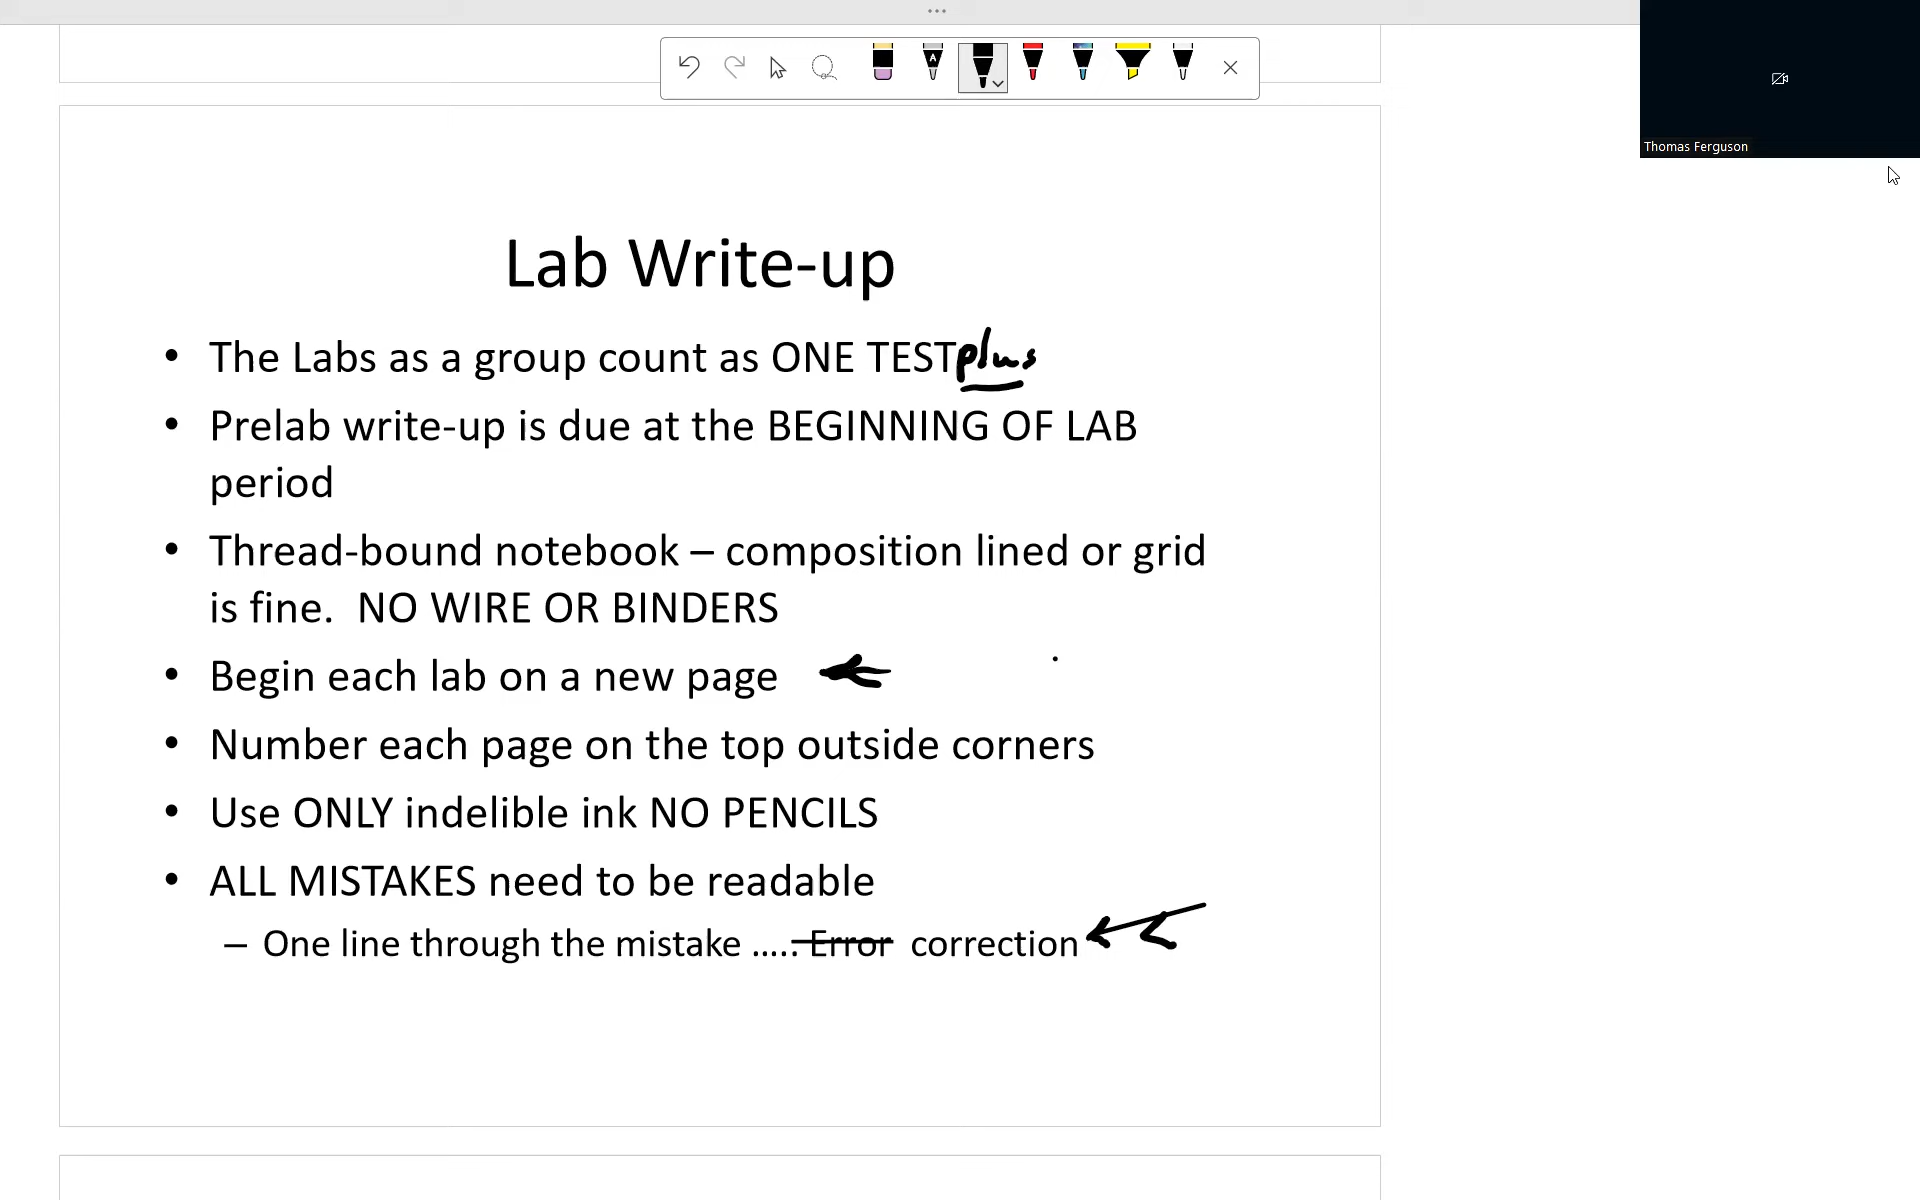 Thomas Ferguson
Lab Write-up
• The Labs as a group count as ONE TEST plus
• Prelab write-up is due at the BEGINNING OF LAB
period
• Thread-bound notebook – composition lined or grid
is fine.  NO WIRE OR BINDERS
• Begin each lab on a new page
• Number each page on the top outside corners
• Use ONLY indelible ink NO PENCILS
• ALL MISTAKES need to be readable
– One line through the mistake ..... Error correction